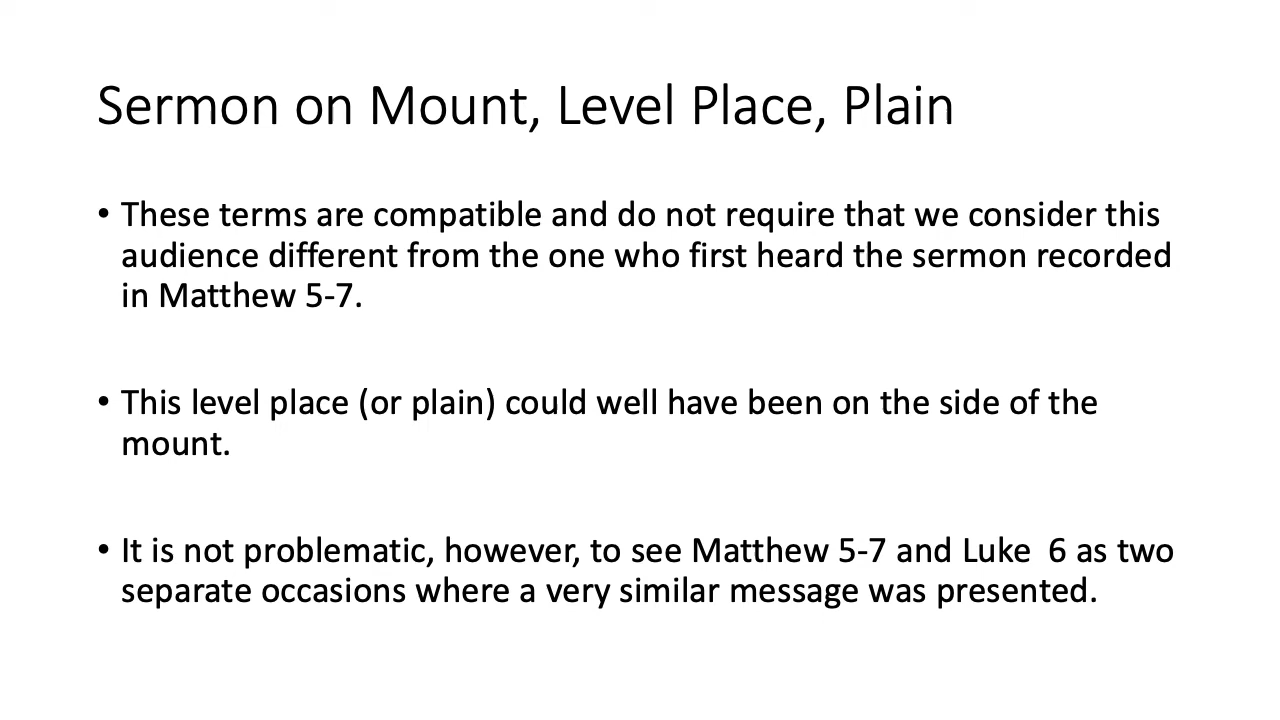 Sermon on Mount, Level Place, Plain
• These terms are compatible and do not require that we consider this
audience different from the one who first heard the sermon recorded
in Matthew 5-7.
• This level place (or plain) could well have been on the side of the
mount.
• It is not problematic, however, to see Matthew 5-7 and Luke  6 as two
separate occasions where a very similar message was presented.